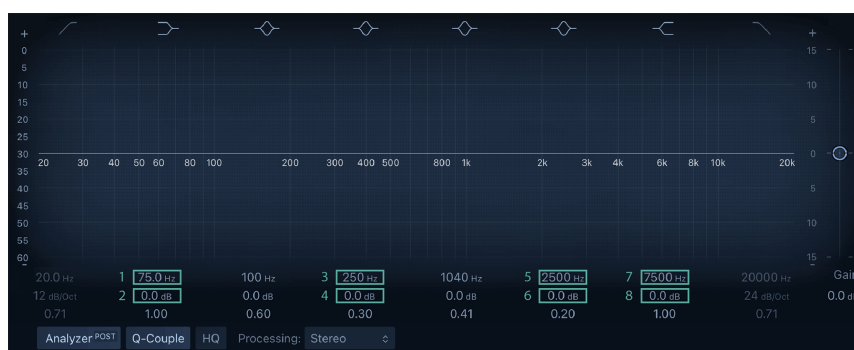 + +
0 15
5
10 10
15
20 5
25
30 20 30 40 50 60 80 100 200 300 400 500 800 1k 2k 3k 4k 6k 8k 10k 20k 0
35
40 5
45
50 10
55
60 15
- -
20.0 Hz 1 75.0 Hz 100 Hz 3 250 Hz 1040 Hz 5 2500 Hz 7 7500 Hz 20000 Hz Gai
12 dB/Oct 2 0.0 dB 0.0 dB 4 0.0 dB 0.0 dB 6 0.0 dB 8 0.0 dB 24 dB/Oct 0.0 d
0.71 1.00 0.60 0.30 0.41 0.20 1.00 0.71
Analyzer POST Q-Couple HQ Processing: Stereo